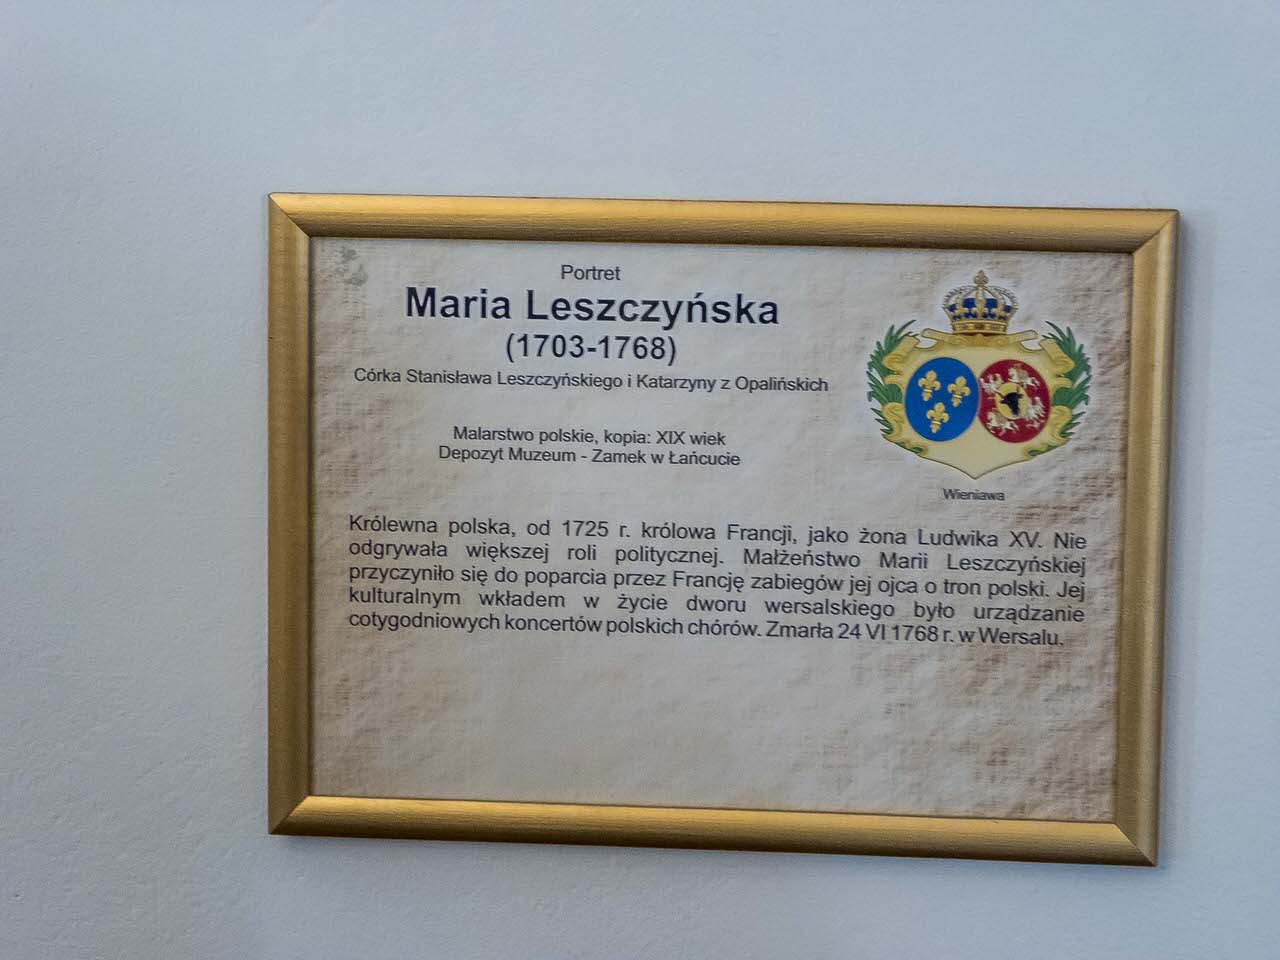 Portret
Maria Leszczyńska
(1703-1768)
Córka Stanisława Leszczyńskiego i Katarzyny z Opalińskich
Malarstwo polskie, kopia: XIX wiek
Depozyt Muzeum - Zamek w Łańcucie
Wieniawa
Królewna polska, od 1725 r. królowa Francji, jako żona Ludwika XV. Nie
odgrywała większej roli politycznej. Małżeństwo Marii Leszczyńskiej
przyczyniło się do poparcia przez Francję zabiegów jej ojca o tron polski. Jej
kulturalnym wkładem w życie dworu wersalskiego było urządzanie
cotygodniowych koncertów polskich chórów. Zmarła 24 VI 1768 r. w Wersalu.